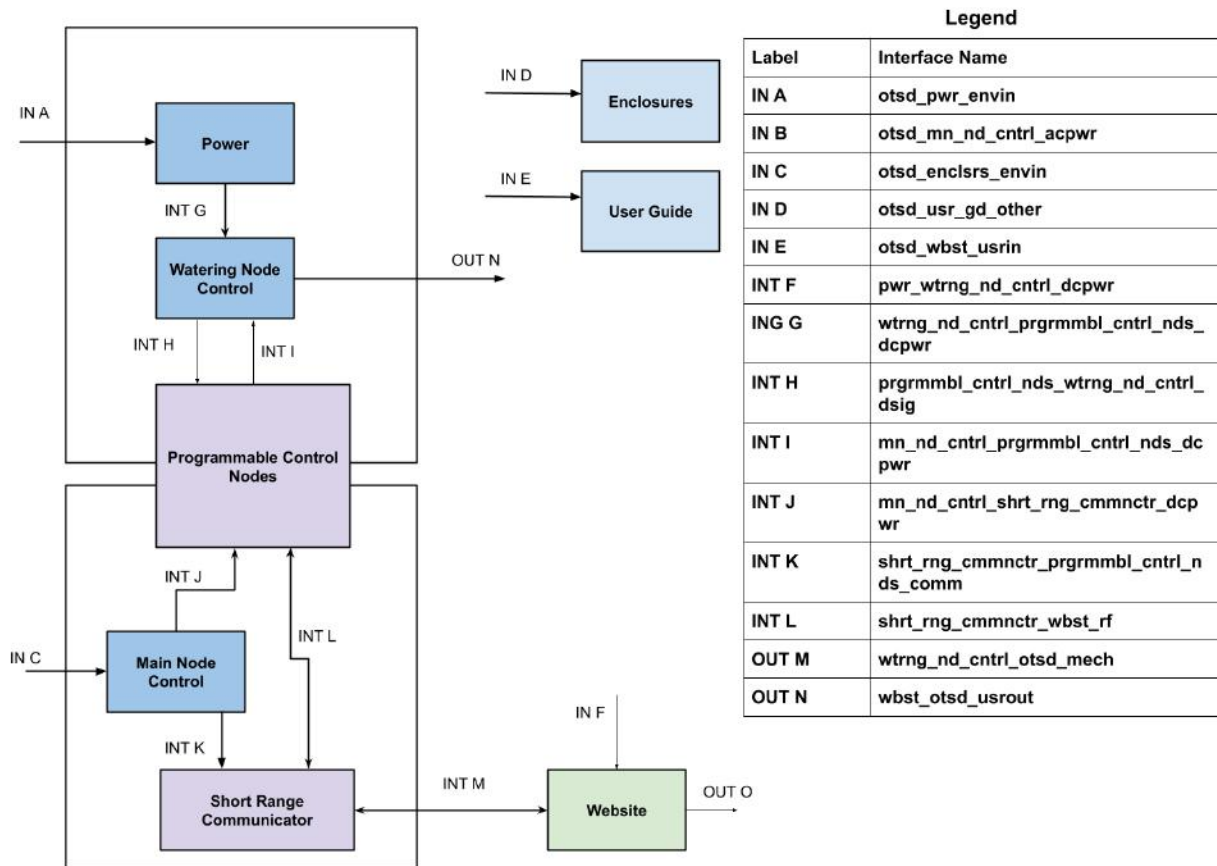 IN A
Power
INT G
Watering Node
Control
OUT N
INT H
INT I
Programmable Control
Nodes
INT J
INT L
IN C
Main Node
Control
INT K
Short Range
Communicator
INT M
IN F
Website
OUT O
IN D
Enclosures
IN E
User Guide
Legend
Label Interface Name
IN A otsd_pwr_envin
IN B otsd_mn_nd_cntrl_acpwr
IN C otsd_enclsrs_envin
IN D otsd_usr_gd_other
IN E otsd_wbst_usrin
INT F pwr_wtrng_nd_cntrl_dcpwr
ING G wtrng_nd_cntrl_prgrmmbl_cntrl_nds_
dcpwr
INT H prgrmmbl_cntrl_nds_wtrng_nd_cntrl_
dsig
INT I mn_nd_cntrl_prgrmmbl_cntrl_nds_dc
pwr
INT J mn_nd_cntrl_shrt_rng_cmmnctr_dcp
wr
INT K shrt_rng_cmmnctr_prgrmmbl_cntrl_n
ds_comm
INT L shrt_rng_cmmnctr_wbst_rf
OUT M wtrng_nd_cntrl_otsd_mech
OUT N wbst_otsd_usrout